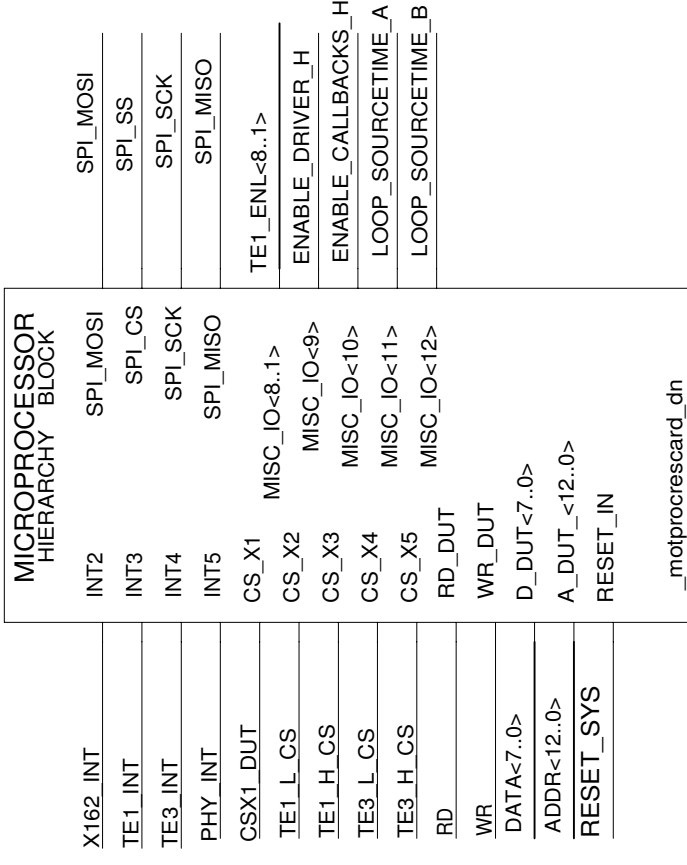 X162_INT
TE1_INT
TE3_INT
PHY_INT
CSX1_DUT
TE1_L_CS
TE1_H_CS
TE3_L_CS
TE3_H_CS
RD
WR
DATA<7..0>
ADDR<12..0>
RESET_SYS
MICROPROCESSOR
HIERARCHY BLOCK
INT2
INT3
INT4
INT5
CS_X1
CS_X2
CS_X3
CS_X4
CS_X5
RD_DUT
WR_DUT
D_DUT<7..0>
A_DUT_<12..0>
RESET_IN
SPI_MOSI
SPI_CS
SPI_SCK
SPI_MISO
MISC_IO<8..1>
MISC_IO<9>
MISC_IO<10>
MISC_IO<11>
MISC_IO<12>
_motprocrescard_dn
SPI_MOSI
SPI_SS
SPI_SCK
SPI_MISO
TE1_ENL<8..1>
ENABLE_DRIVER_H
ENABLE_CALLBACKS_H
LOOP_SOURCETIME_A
LOOP_SOURCETIME_B